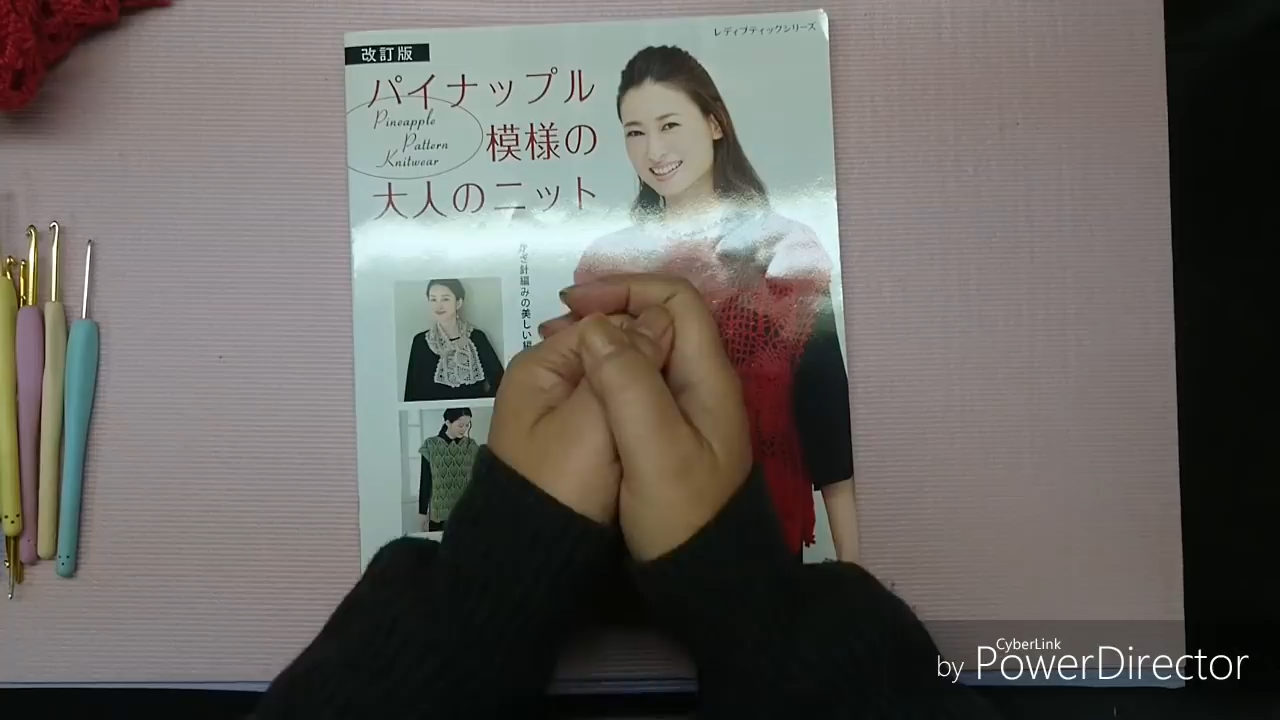 レディブティックシリーズ
改訂版
パイナップル
模様の
大人のニット
Pineapple
Pattern
Knitwear
かぎ針編みの美しい
CyberLink
by PowerDirector